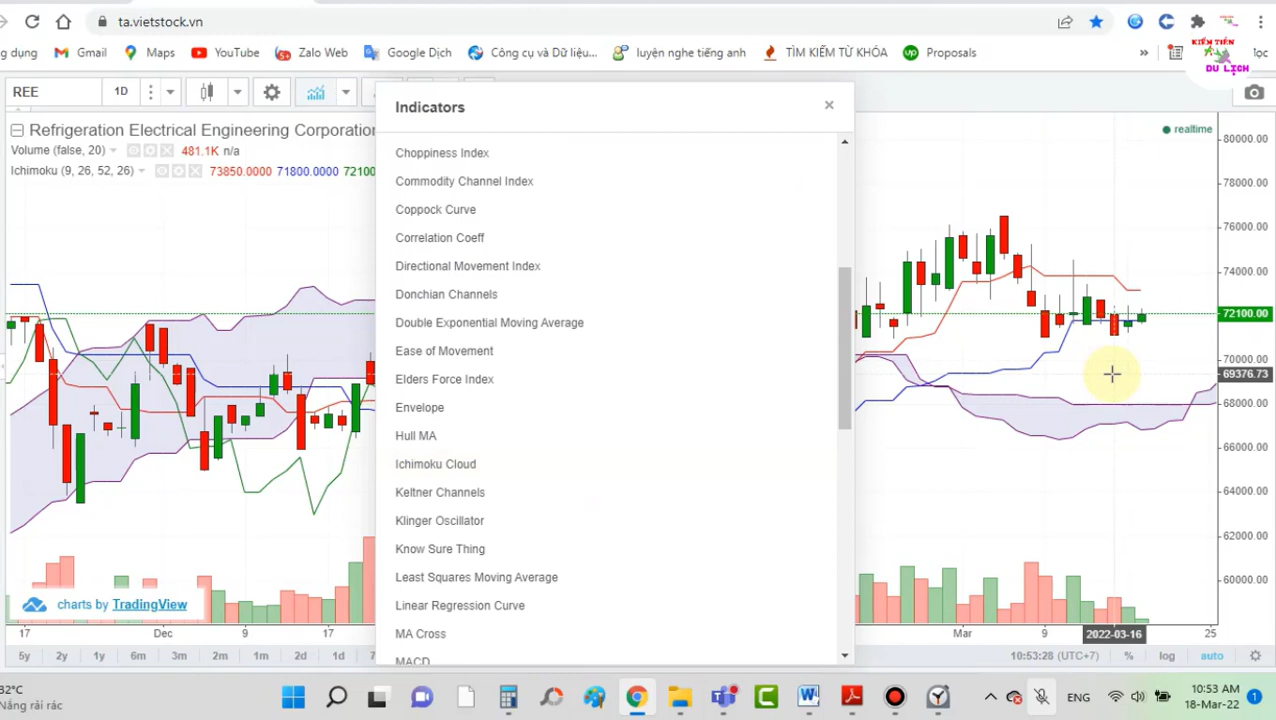 ta.vietstock.vn
ứng dụng
Gmail
Maps
YouTube
Zalo Web
Google Dịch
Công vụ và Dữ liệu...
luyện nghe tiếng anh
TÌM KIẾM TỪ KHÓA
Proposals
»
KIẾM TIỀN
DU LỊCH
REE
1D
Indicators
×
Refrigeration Electrical Engineering Corporation
realtime
Volume (false, 20)
481.1K n/a
Ichimoku (9, 26, 52, 26)
73850.0000
71800.0000
7210
Choppiness Index
Commodity Channel Index
Coppock Curve
Correlation Coeff
Directional Movement Index
Donchian Channels
Double Exponential Moving Average
Ease of Movement
Elders Force Index
Envelope
Hull MA
Ichimoku Cloud
Keltner Channels
Klinger Oscillator
Know Sure Thing
Least Squares Moving Average
Linear Regression Curve
MA Cross
MACD
80000.00
78000.00
76000.00
74000.00
72100.00
70000.00
69376.73
68000.00
66000.00
64000.00
62000.00
60000.00
charts by TradingView
17
Dec
9
17
20
Mar
9
2022-03-16
25
5y 2y 1y 6m 3m 2m 1m 2d 1d
10:53:28 (UTC+7)
%
log
auto
32°C
Nắng rải rác
ENG
10:53 AM
18-Mar-22
1